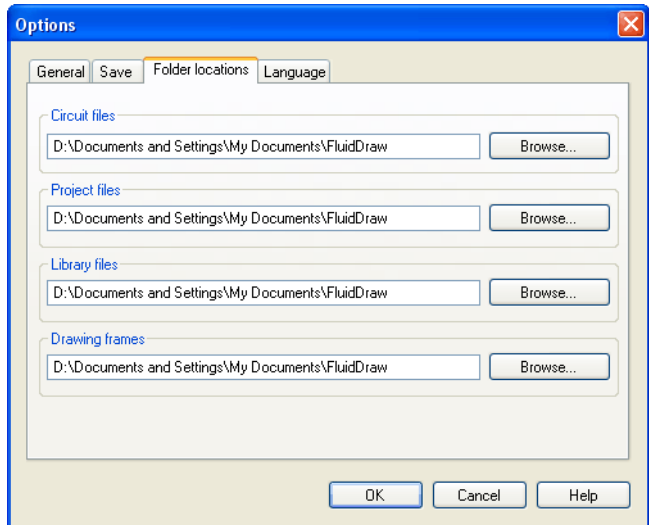 Options
General Save Folder locations Language
Circuit files
D:\Documents and Settings\My Documents\FluidDraw Browse...
Project files
D:\Documents and Settings\My Documents\FluidDraw Browse...
Library files
D:\Documents and Settings\My Documents\FluidDraw Browse...
Drawing frames
D:\Documents and Settings\My Documents\FluidDraw Browse...
OK Cancel Help